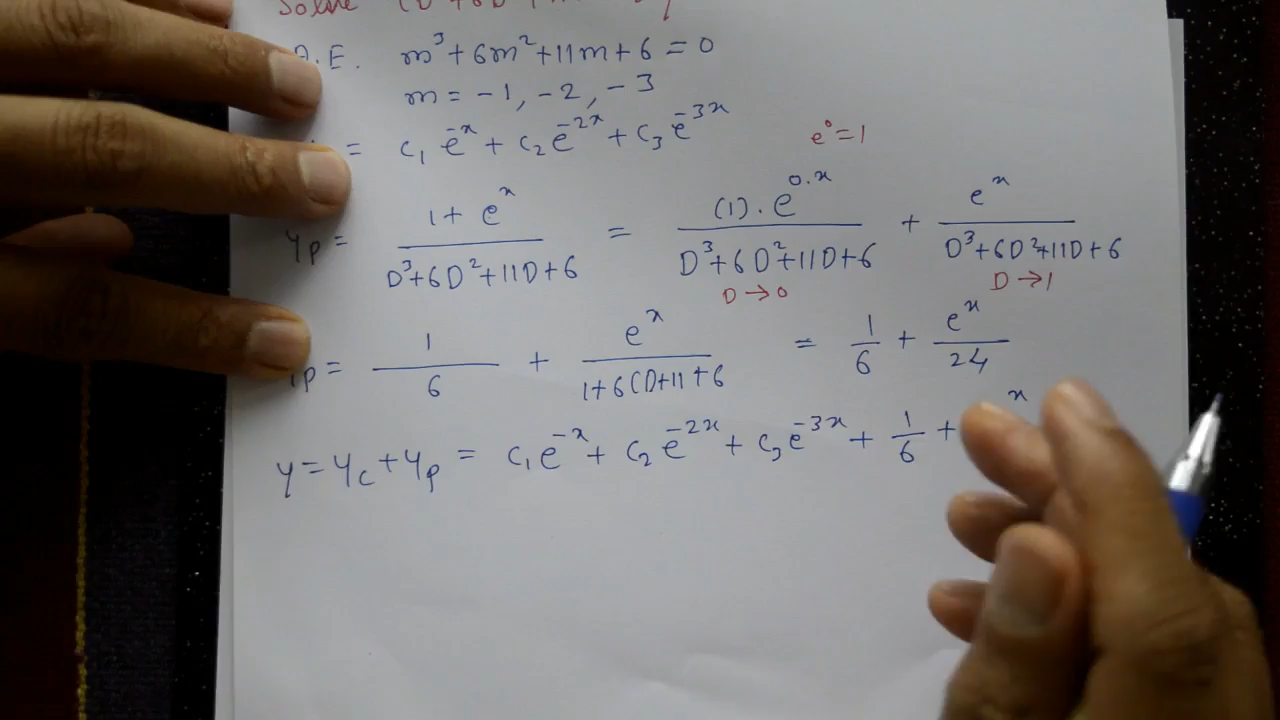 Solve
A.E. m³+6m²+11m+6=0
m = -1, -2, -3
= c₁e⁻ˣ + c₂e⁻²ˣ + c₃e⁻³ˣ
e⁰=1
yp = (1+eˣ)/(D³+6D²+11D+6) = (1).e⁰·ˣ/(D³+6D²+11D+6) + eˣ/(D³+6D²+11D+6)
D→0 D→1
yp = 1/6 + eˣ/(1+6(1)+11+6) = 1/6 + eˣ/24
y = yc+yp = c₁e⁻ˣ + c₂e⁻²ˣ + c₃e⁻³ˣ + 1/6 + x